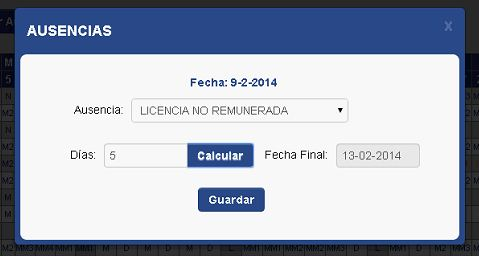 AUSENCIAS
X
Fecha: 9-2-2014
Ausencia: LICENCIA NO REMUNERADA
Días: 5 Calcular Fecha Final: 13-02-2014
Guardar